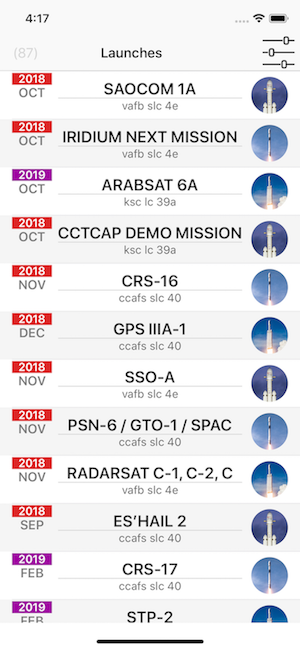 4:17
(87)
Launches
2018
OCT
SAOCOM 1A
vafb slc 4e
2018
OCT
IRIDIUM NEXT MISSION
vafb slc 4e
2019
OCT
ARABSAT 6A
ksc lc 39a
2018
OCT
CCTCAP DEMO MISSION
ksc lc 39a
2018
NOV
CRS-16
ccafs slc 40
2018
DEC
GPS IIIA-1
ccafs slc 40
2018
NOV
SSO-A
vafb slc 4e
2018
NOV
PSN-6 / GTO-1 / SPAC
ccafs slc 40
2018
NOV
RADARSAT C-1, C-2, C
vafb slc 4e
2018
SEP
ES’HAIL 2
ccafs slc 40
2019
FEB
CRS-17
ccafs slc 40
2019
FEB
STP-2